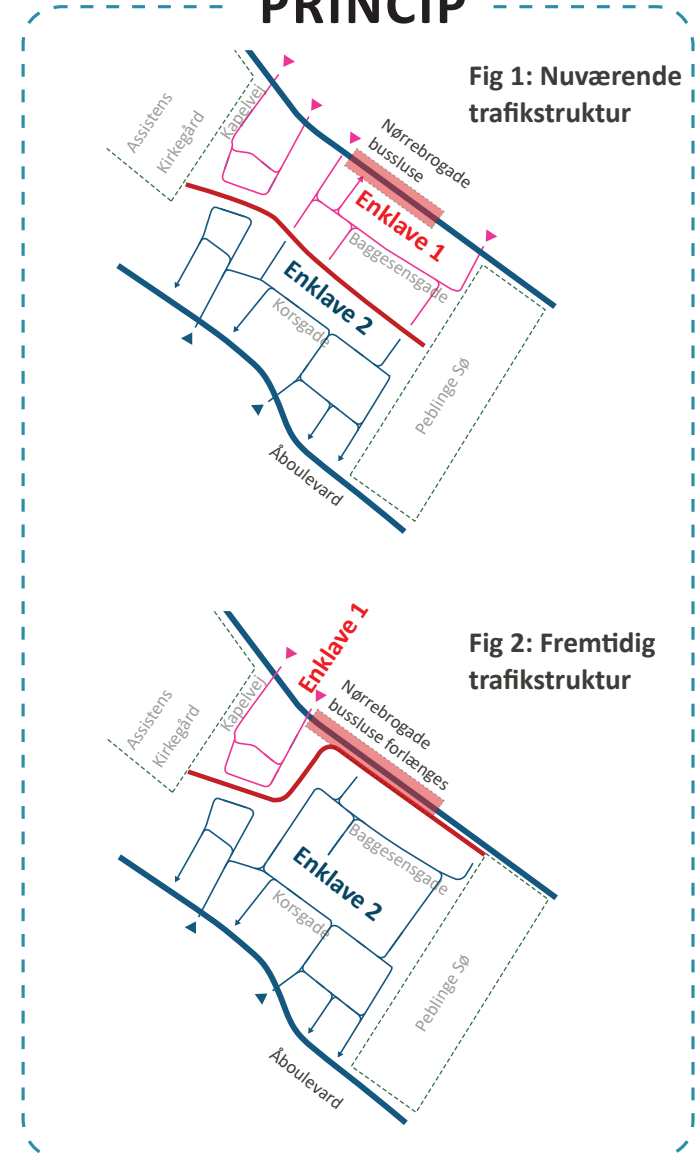 PRINCIP
Fig 1: Nuværende
trafikstruktur
Assistens
Kirkegård
Kapelvej
Nørrebrogade
bussluse
Enklave 1
Baggesensgade
Enklave 2
Korsgade
Peblinge Sø
Åboulevard
Fig 2: Fremtidig
trafikstruktur
Enklave 1
Assistens
Kirkegård
Kapelvej
Nørrebrogade
bussluse forlænges
Baggesensgade
Enklave 2
Korsgade
Peblinge Sø
Åboulevard